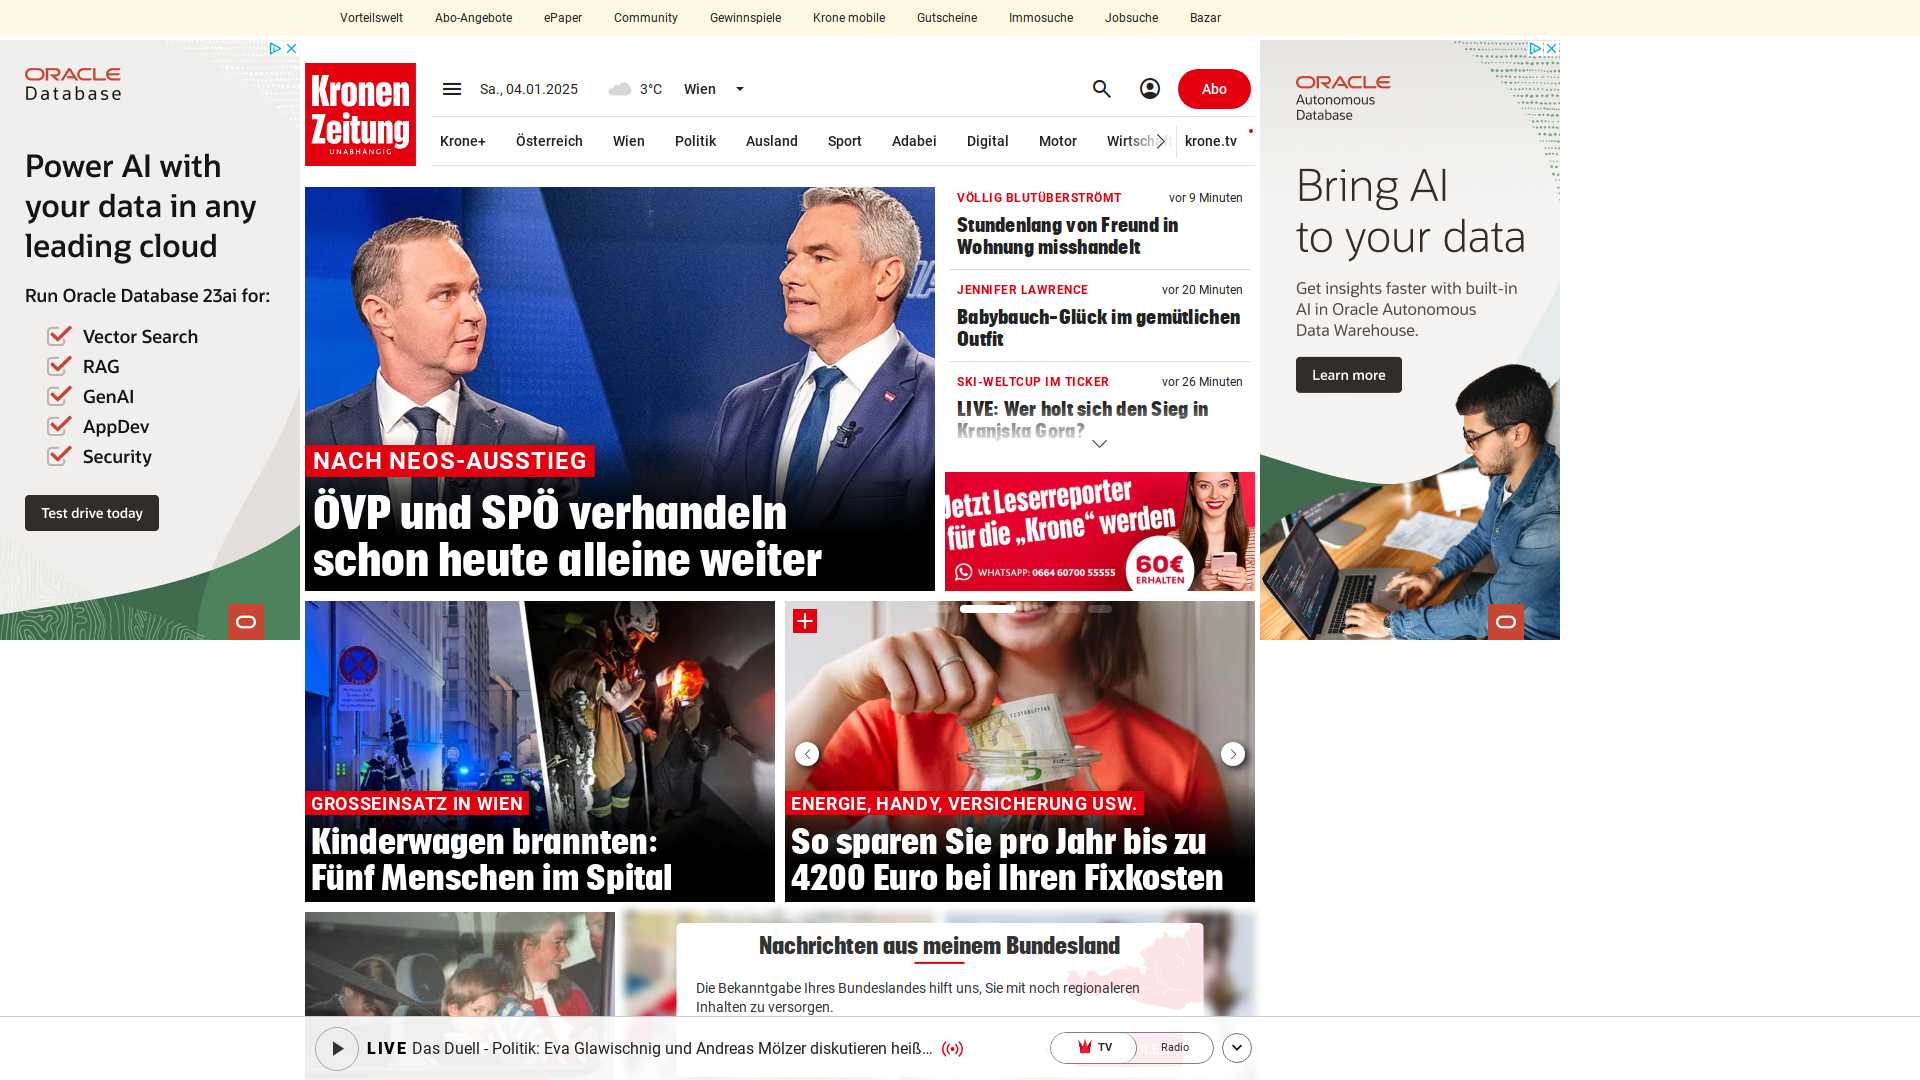 Vorteilswelt Abo-Angebote ePaper Community Gewinnspiele Krone mobile Gutscheine Immosuche Jobsuche Bazar
ORACLE
Database
Power AI with
your data in any
leading cloud
Run Oracle Database 23ai for:
Vector Search
RAG
GenAI
AppDev
Security
Test drive today
Kronen
Zeitung
UNABHÄNGIG
Sa., 04.01.2025 3°C Wien
Abo
Krone+ Österreich Wien Politik Ausland Sport Adabei Digital Motor Wirtschaft krone.tv
NACH NEOS-AUSSTIEG
ÖVP und SPÖ verhandeln
schon heute alleine weiter
VÖLLIG BLUTÜBERSTRÖMT vor 9 Minuten
Stundenlang von Freund in
Wohnung misshandelt
JENNIFER LAWRENCE vor 20 Minuten
Babybauch-Glück im gemütlichen
Outfit
SKI-WELTCUP IM TICKER vor 26 Minuten
LIVE: Wer holt sich den Sieg in
Kranjska Gora?
Jetzt Leserreporter
für die „Krone“ werden
WHATSAPP: 0664 60700 55555
60€
ERHALTEN
ORACLE
Autonomous
Database
Bring AI
to your data
Get insights faster with built-in
AI in Oracle Autonomous
Data Warehouse.
Learn more
GROSSEINSATZ IN WIEN
Kinderwagen brannten:
Fünf Menschen im Spital
ENERGIE, HANDY, VERSICHERUNG USW.
So sparen Sie pro Jahr bis zu
4200 Euro bei Ihren Fixkosten
Nachrichten aus meinem Bundesland
Die Bekanntgabe Ihres Bundeslandes hilft uns, Sie mit noch regionaleren
Inhalten zu versorgen.
LIVE Das Duell - Politik: Eva Glawischnig und Andreas Mölzer diskutieren heiß...
TV Radio